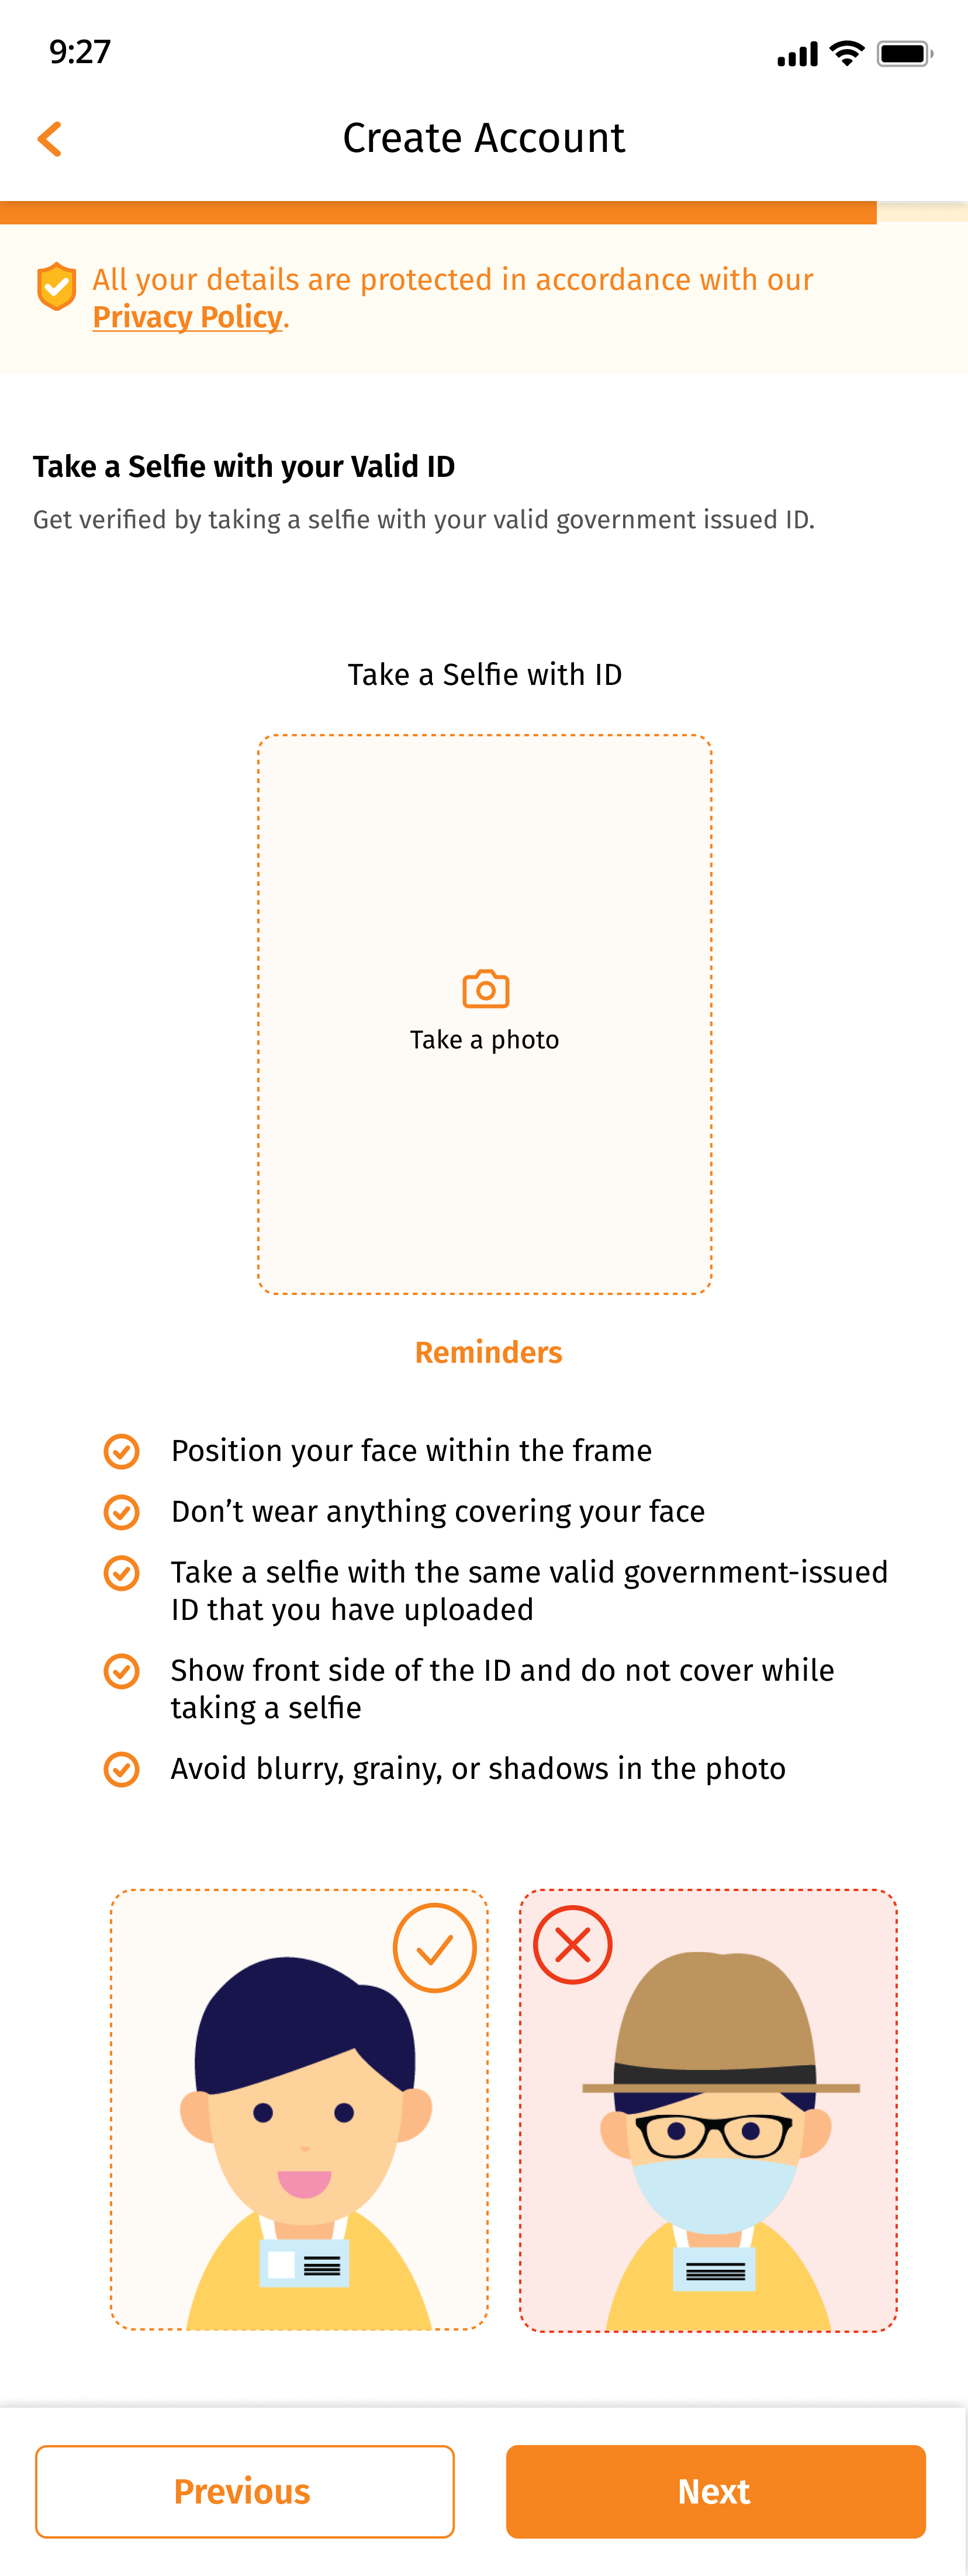 9:27
Create Account
All your details are protected in accordance with our
Privacy Policy.
Take a Selfie with your Valid ID
Get verified by taking a selfie with your valid government issued ID.
Take a Selfie with ID
Take a photo
Reminders
Position your face within the frame
Don’t wear anything covering your face
Take a selfie with the same valid government-issued
ID that you have uploaded
Show front side of the ID and do not cover while
taking a selfie
Avoid blurry, grainy, or shadows in the photo
Previous
Next